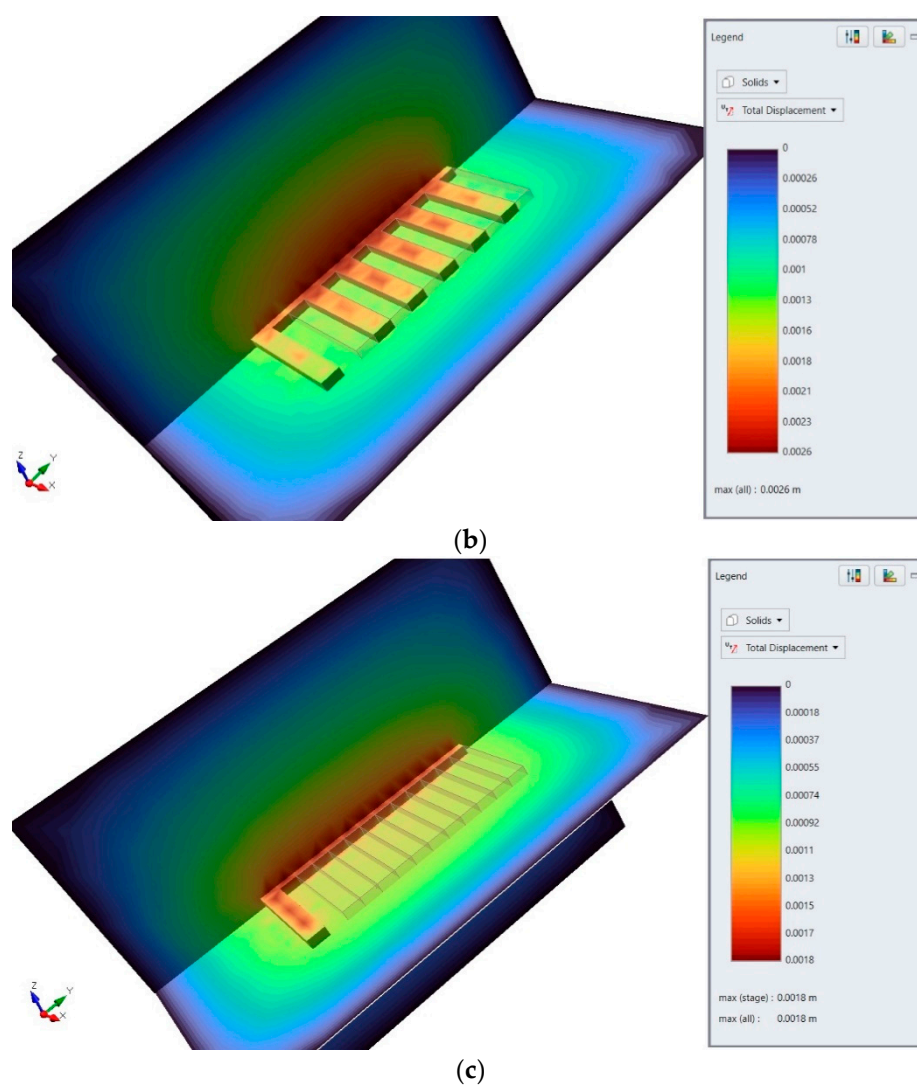 Legend
Solids
Total Displacement
0
0.00026
0.00052
0.00078
0.001
0.0013
0.0016
0.0018
0.0021
0.0023
0.0026
max (all) : 0.0026 m
Z
Y
X
(b)
Legend
Solids
Total Displacement
0
0.00018
0.00037
0.00055
0.00074
0.00092
0.0011
0.0013
0.0015
0.0017
0.0018
max (stage) : 0.0018 m
max (all) : 0.0018 m
Z
Y
X
(c)